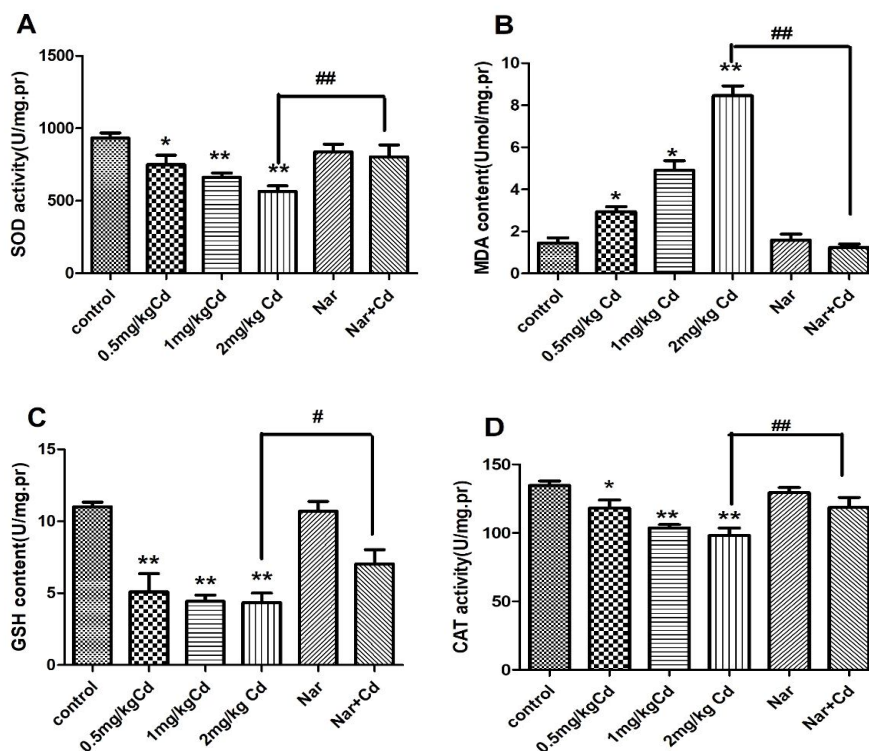 A
SOD activity(U/mg.pr)
1500
1000
500
0
*
**
**
##
control
0.5mg/kgCd
1mg/kgCd
2mg/kg Cd
Nar
Nar+Cd
B
MDA content(Umol/mg.pr)
10
8
6
4
2
0
*
*
**
##
control
0.5mg/kg Cd
1mg/kg Cd
2mg/kg Cd
Nar
Nar+Cd
C
GSH content(U/mg.pr)
15
10
5
0
**
**
**
#
control
0.5mg/kgCd
1mg/kgCd
2mg/kg Cd
Nar
Nar+Cd
D
CAT activity(U/mg.pr)
150
100
50
0
*
**
**
##
control
0.5mg/kgCd
1mg/kgCd
2mg/kg Cd
Nar
Nar+Cd